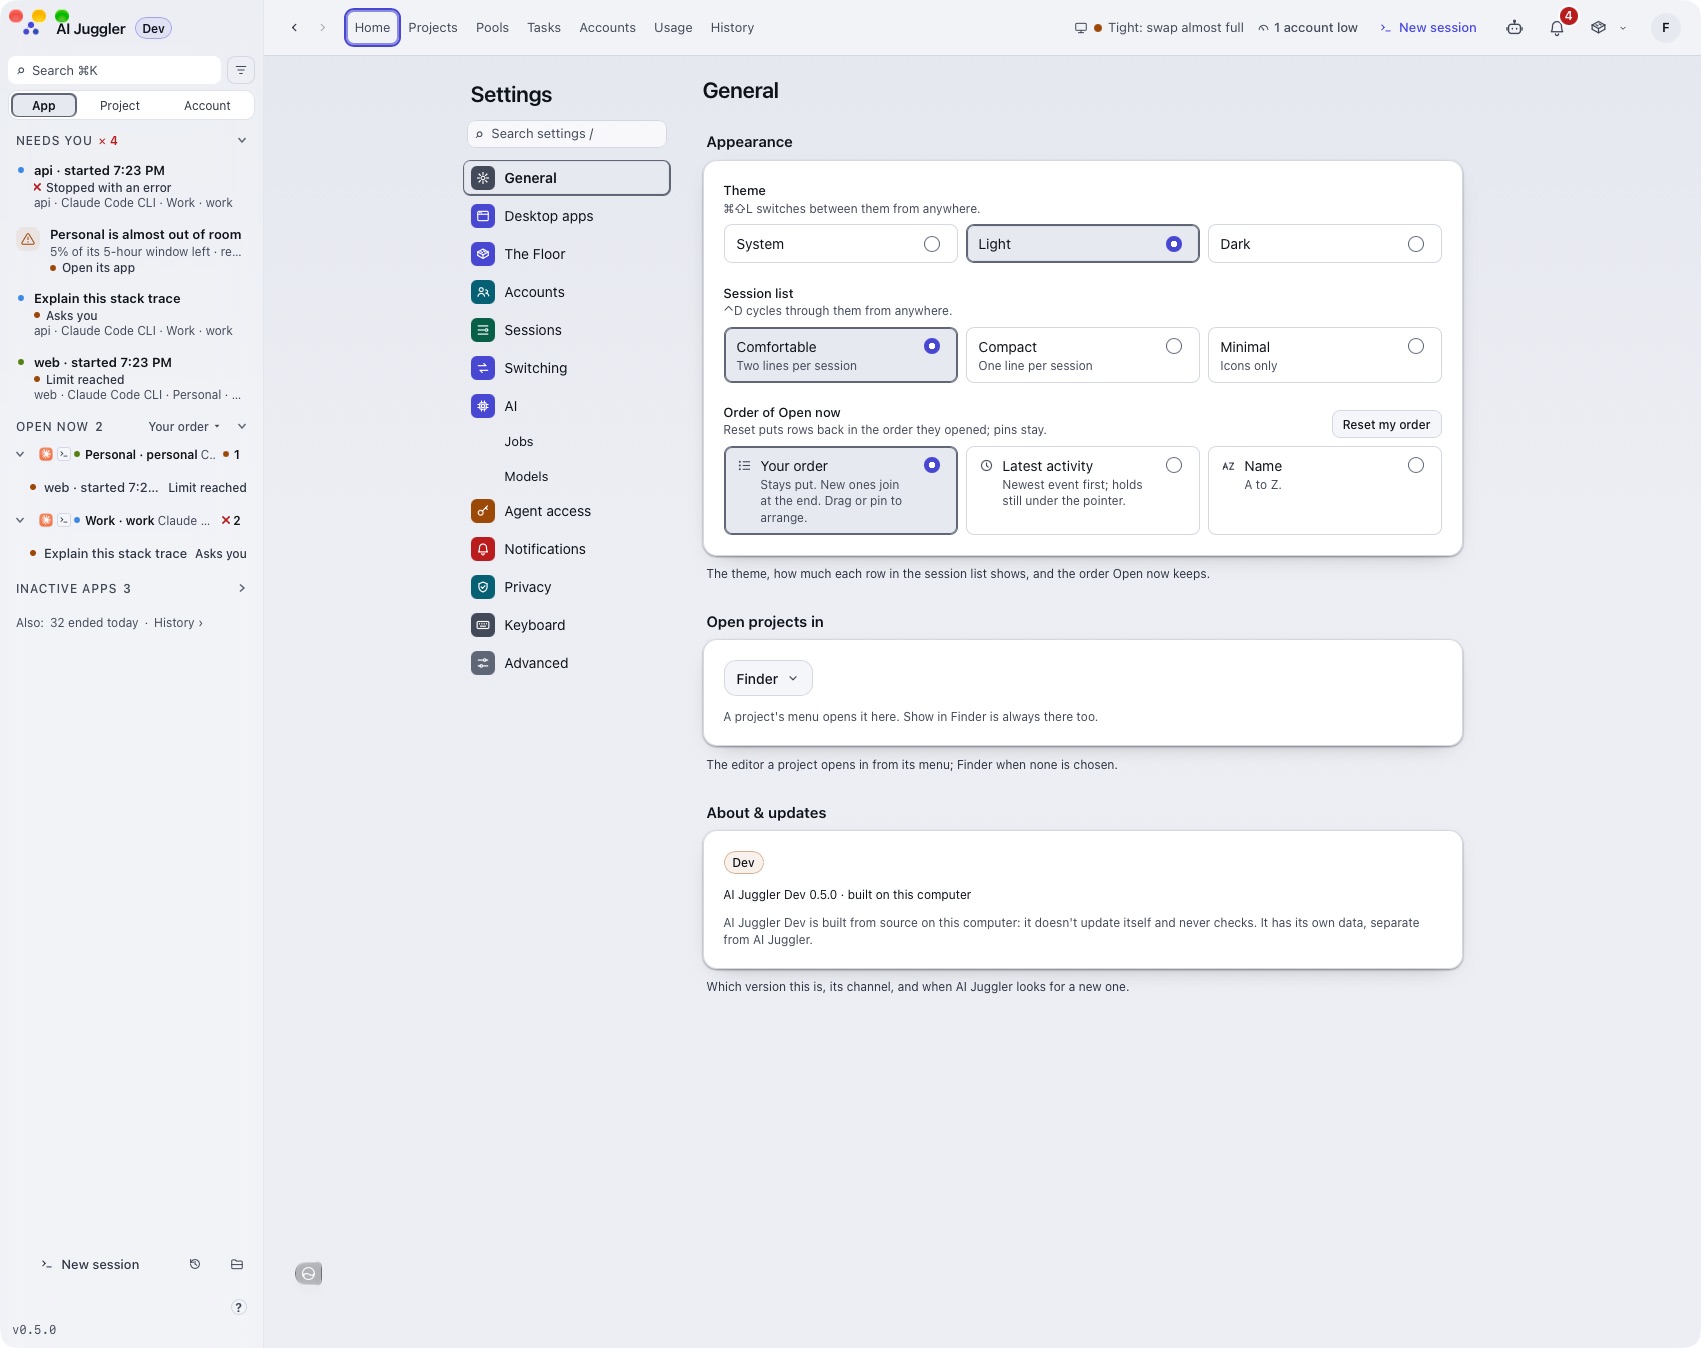 AI Juggler Dev
Search ⌘K
App Project Account
NEEDS YOU × 4
api · started 7:23 PM
Stopped with an error
api · Claude Code CLI · Work · work
Personal is almost out of room
5% of its 5-hour window left · re...
Open its app
Explain this stack trace
Asks you
api · Claude Code CLI · Work · work
web · started 7:23 PM
Limit reached
web · Claude Code CLI · Personal · ...
OPEN NOW 2 Your order
Personal · personal C.. 1
web · started 7:2... Limit reached
Work · work Claude ... 2
Explain this stack trace Asks you
INACTIVE APPS 3
Also: 32 ended today · History ›
New session
?
v0.5.0
Home Projects Pools Tasks Accounts Usage History
Tight: swap almost full 1 account low New session 4 F
Settings
Search settings /
General
Desktop apps
The Floor
Accounts
Sessions
Switching
AI
Jobs
Models
Agent access
Notifications
Privacy
Keyboard
Advanced
General
Appearance
Theme
⌘⇧L switches between them from anywhere.
System Light Dark
Session list
^D cycles through them from anywhere.
Comfortable
Two lines per session
Compact
One line per session
Minimal
Icons only
Order of Open now
Reset puts rows back in the order they opened; pins stay.
Reset my order
Your order
Stays put. New ones join
at the end. Drag or pin to
arrange.
Latest activity
Newest event first; holds
still under the pointer.
AZ Name
A to Z.
The theme, how much each row in the session list shows, and the order Open now keeps.
Open projects in
Finder
A project's menu opens it here. Show in Finder is always there too.
The editor a project opens in from its menu; Finder when none is chosen.
About & updates
Dev
AI Juggler Dev 0.5.0 · built on this computer
AI Juggler Dev is built from source on this computer: it doesn't update itself and never checks. It has its own data, separate
from AI Juggler.
Which version this is, its channel, and when AI Juggler looks for a new one.